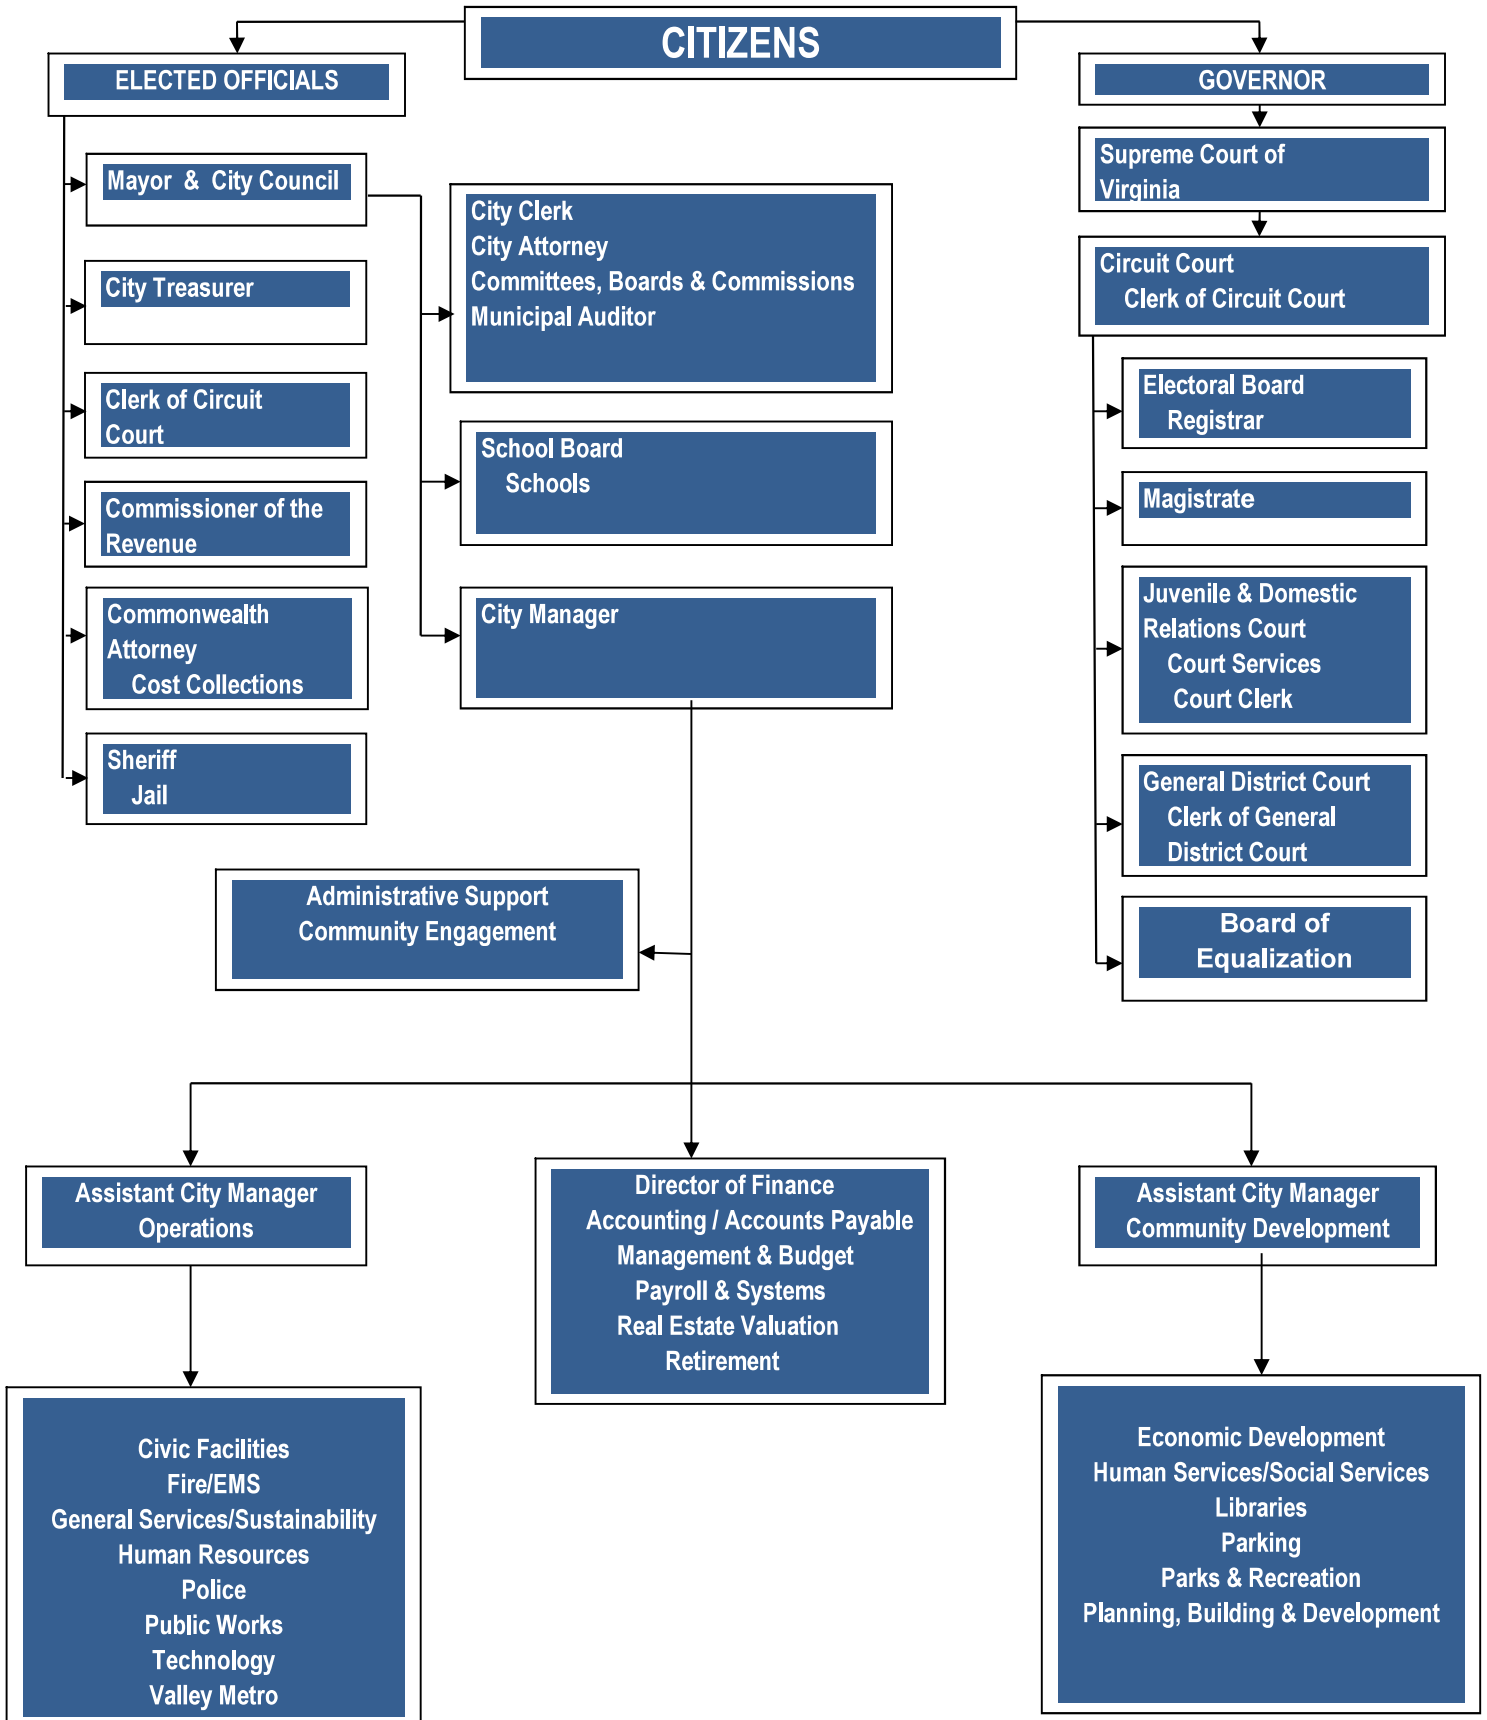 CITIZENS
ELECTED OFFICIALS
GOVERNOR
Mayor & City Council
City Treasurer
Clerk of Circuit
Court
Commissioner of the
Revenue
Commonwealth
Attorney
Cost Collections
Sheriff
Jail
City Clerk
City Attorney
Committees, Boards & Commissions
Municipal Auditor
School Board
Schools
City Manager
Supreme Court of
Virginia
Circuit Court
Clerk of Circuit Court
Electoral Board
Registrar
Magistrate
Juvenile & Domestic
Relations Court
Court Services
Court Clerk
General District Court
Clerk of General
District Court
Board of
Equalization
Administrative Support
Community Engagement
Assistant City Manager
Operations
Director of Finance
Accounting / Accounts Payable
Management & Budget
Payroll & Systems
Real Estate Valuation
Retirement
Assistant City Manager
Community Development
Civic Facilities
Fire/EMS
General Services/Sustainability
Human Resources
Police
Public Works
Technology
Valley Metro
Economic Development
Human Services/Social Services
Libraries
Parking
Parks & Recreation
Planning, Building & Development